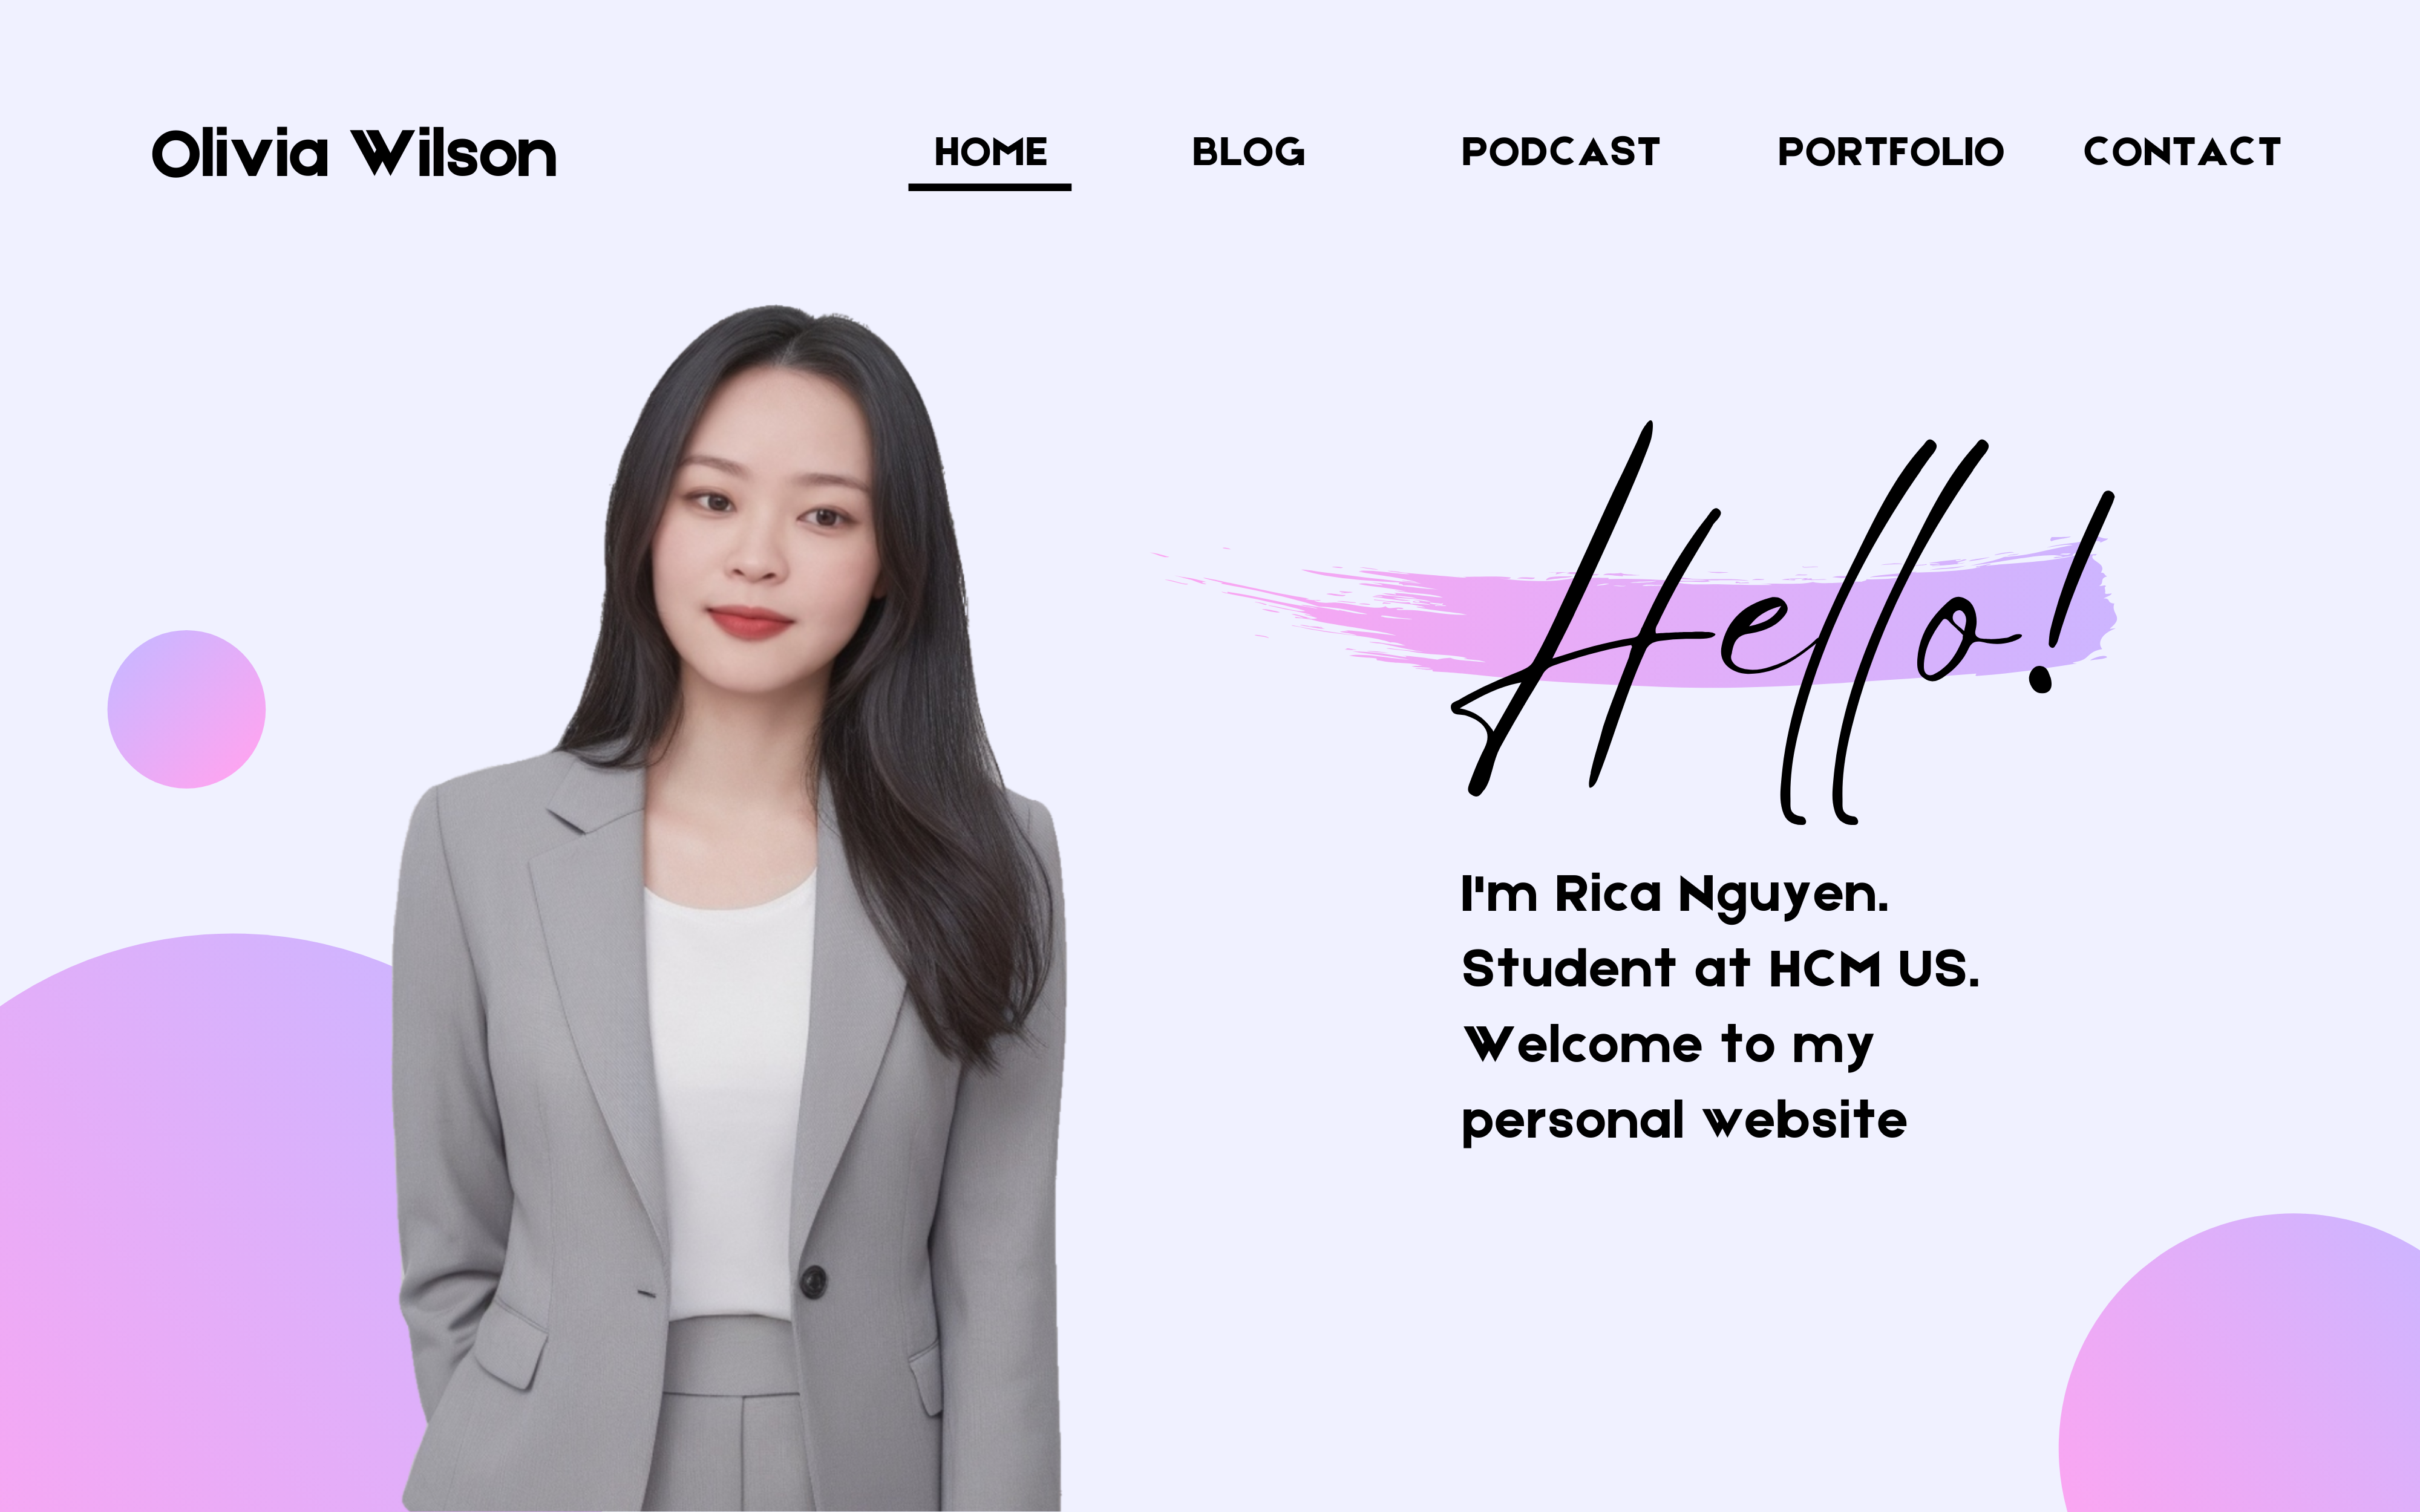 Olivia Wilson
HOME BLOG PODCAST PORTFOLIO CONTACT
Hello!
I'm Rica Nguyen.
Student at HCM US.
Welcome to my
personal website